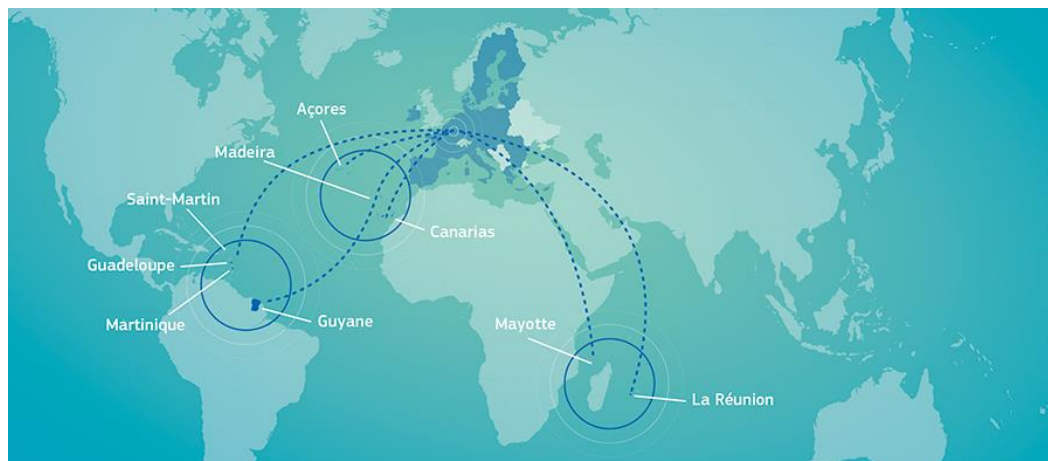 Açores
Madeira
Saint-Martin
Canarias
Guadeloupe
Martinique
Guyane
Mayotte
La Réunion